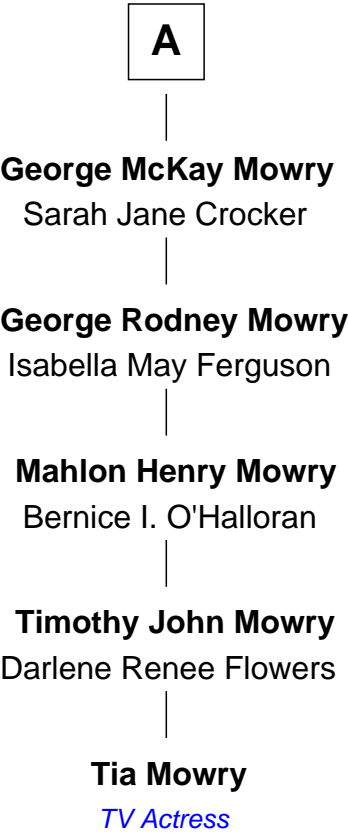 A
George McKay Mowry
Sarah Jane Crocker
George Rodney Mowry
Isabella May Ferguson
Mahlon Henry Mowry
Bernice I. O'Halloran
Timothy John Mowry
Darlene Renee Flowers
Tia Mowry
TV Actress